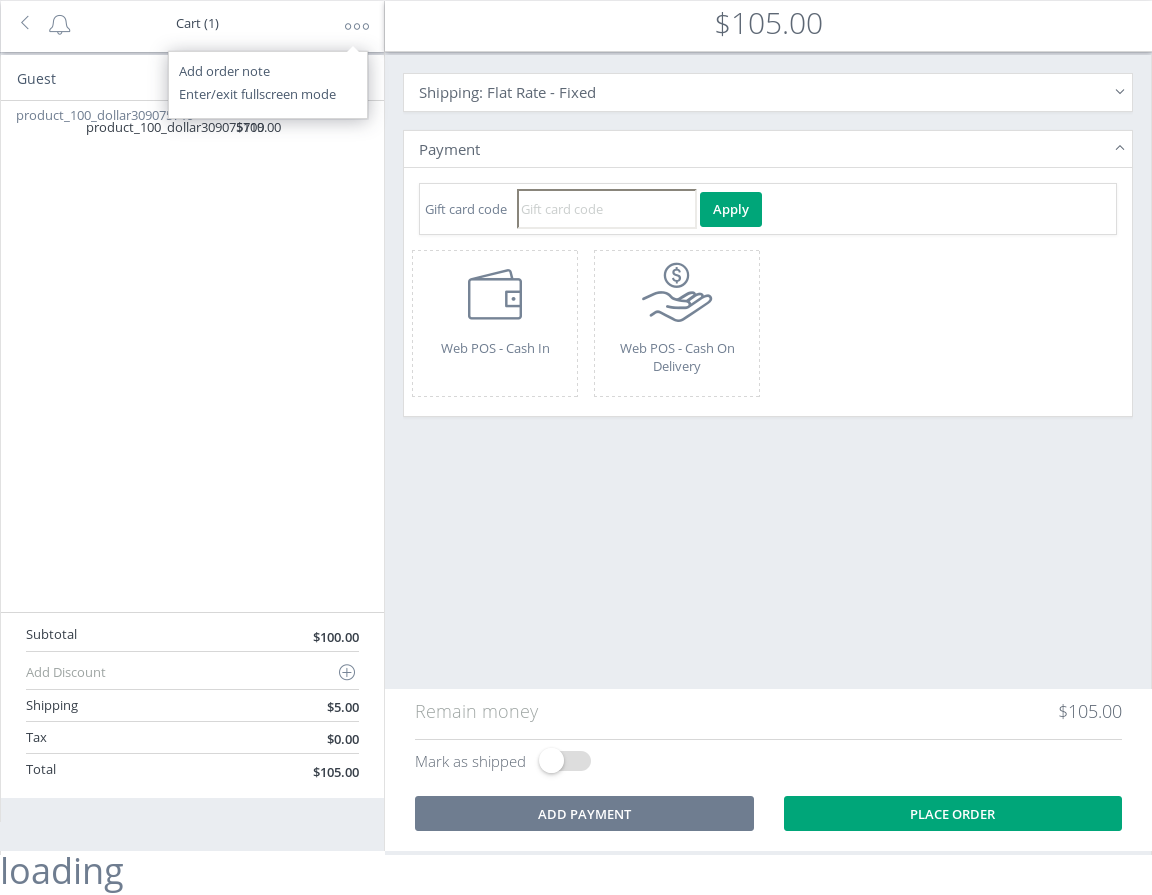 Cart (1)
Add order note
Enter/exit fullscreen mode
Guest
product_100_dollar30907
product_100_dollar30907
$100.00
Subtotal
$100.00
Add Discount
Shipping
$5.00
Tax
$0.00
Total
$105.00
loading
$105.00
Shipping: Flat Rate - Fixed
Payment
Gift card code
Gift card code
Apply
$
Web POS - Cash In
Web POS - Cash On
Delivery
Remain money
$105.00
Mark as shipped
ADD PAYMENT
PLACE ORDER